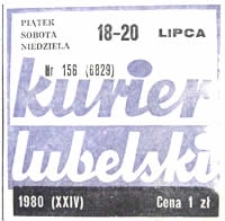 PIĄTEK
SOBOTA
NIEDZIELA
18-20 LIPCA
Nr 156 (6829)
kurier
lubelski
1980 (XXIV) Cena 1 zł